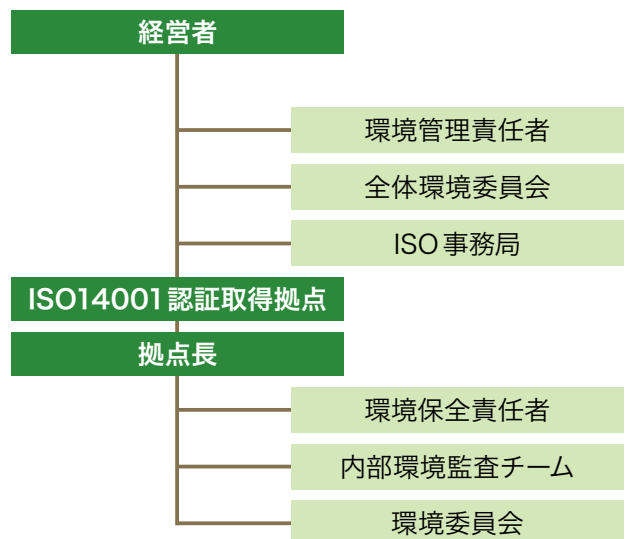 経営者
環境管理責任者
全体環境委員会
ISO事務局
ISO14001認証取得拠点
拠点長
環境保全責任者
内部環境監査チーム
環境委員会